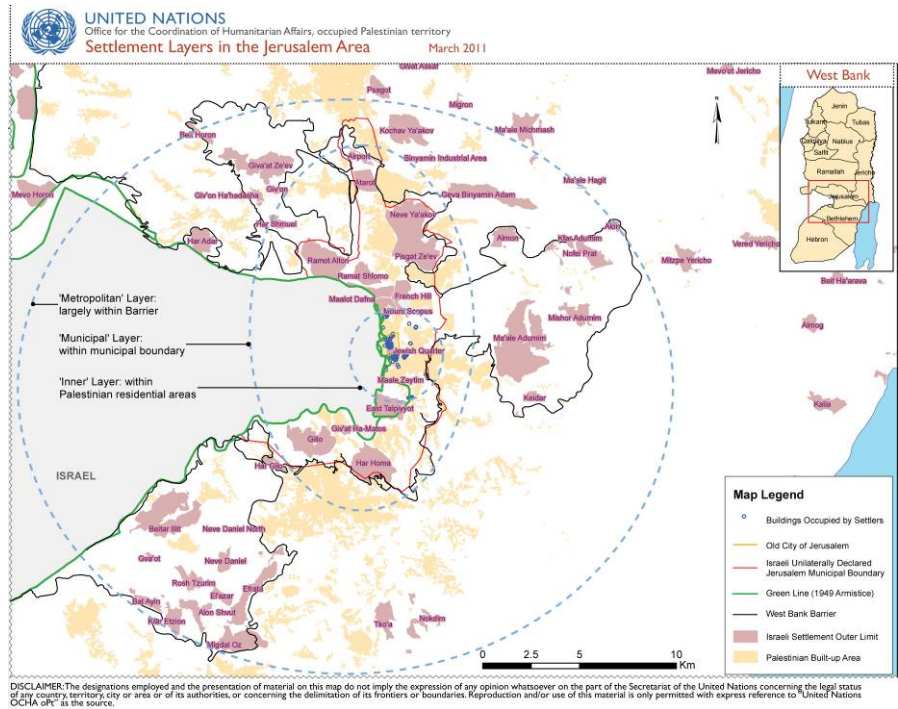 UNITED NATIONS
Office for the Coordination of Humanitarian Affairs, occupied Palestinian territory
Settlement Layers in the Jerusalem Area
March 2011
Givat Assaf
Psagot
Mevo'ot Jericho
Migron
Kochav Ya'akov
Ma'ale Michmash
Beit Horon
Airport
Binyamin Industrial Area
Giva'at Ze'ev
Atarot
Ma'ale Hagit
Mevo Horon
Giv'on Ha'hadasha
Giv'on
Geva Binyamin Adam
Neve Ya'akov
Har Shmuel
Har Adar
Almon
Alon
Kfar Adumim
Vered Yericho
Pisgat Ze'ev
Nofei Prat
Mitzpe Yericho
Ramot Allon
Ramat Shlomo
Beit Ha'arava
French Hill
Maalot Dafna
Mount Scopus
Mishor Adumim
Almog
Ma'ale Adumim
Jewish Quarter
Maale Zeytim
Kedar
Kalia
East Talpiyyot
Giv'at Ha-Matos
Gilo
Har Gilo
Har Homa
Beitar Illit
Neve Daniel North
Gva'ot
Neve Daniel
Rosh Tzurim
Efrata
Elazar
Bat Ayin
Alon Shvut
Kfar Etzion
Tko'a
Nokdim
Migdal Oz
'Metropolitan' Layer:
largely within Barrier
'Municipal' Layer:
within municipal boundary
'Inner' Layer: within
Palestinian residential areas
ISRAEL
N
West Bank
Jenin
Tulkarm
Tubas
Qalqiliya
Nablus
Salfit
Ramallah
Jericho
Jerusalem
Bethlehem
Hebron
Map Legend
Buildings Occupied by Settlers
Old City of Jerusalem
Israeli Unilaterally Declared
Jerusalem Municipal Boundary
Green Line (1949 Armistice)
West Bank Barrier
Israeli Settlement Outer Limit
Palestinian Built-up Area
0 5 10
Km
DISCLAIMER: The designations employed and the presentation of material on this map do not imply the expression of any opinion whatsoever on the part of the Secretariat of the United Nations concerning the legal status
of any country, territory, city or area or of its authorities, or concerning the delimitation of its frontiers or boundaries. Reproduction and/or use of this material is only permitted with express reference to "United Nations
OCHA oPt" as the source.